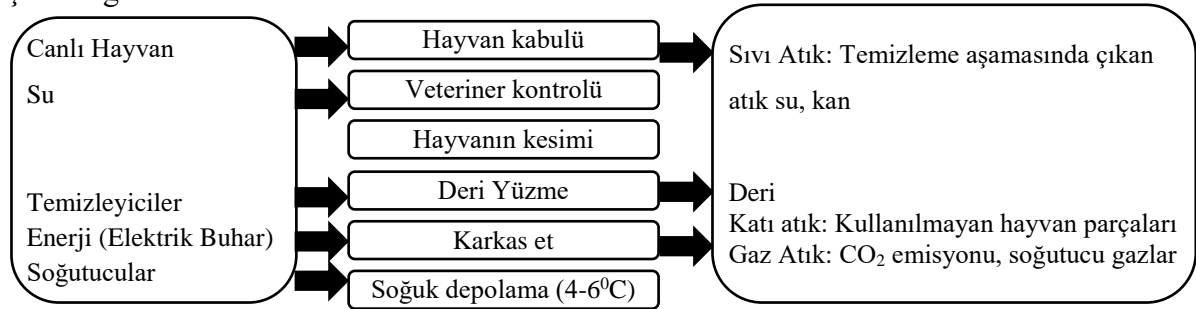 Canlı Hayvan
Su
Temizleyiciler
Enerji (Elektrik Buhar)
Soğutucular
Hayvan kabulü
Veteriner kontrolü
Hayvanın kesimi
Deri Yüzme
Karkas et
Soğuk depolama (4-6⁰C)
Sıvı Atık: Temizleme aşamasında çıkan
atık su, kan
Deri
Katı atık: Kullanılmayan hayvan parçaları
Gaz Atık: CO₂ emisyonu, soğutucu gazlar